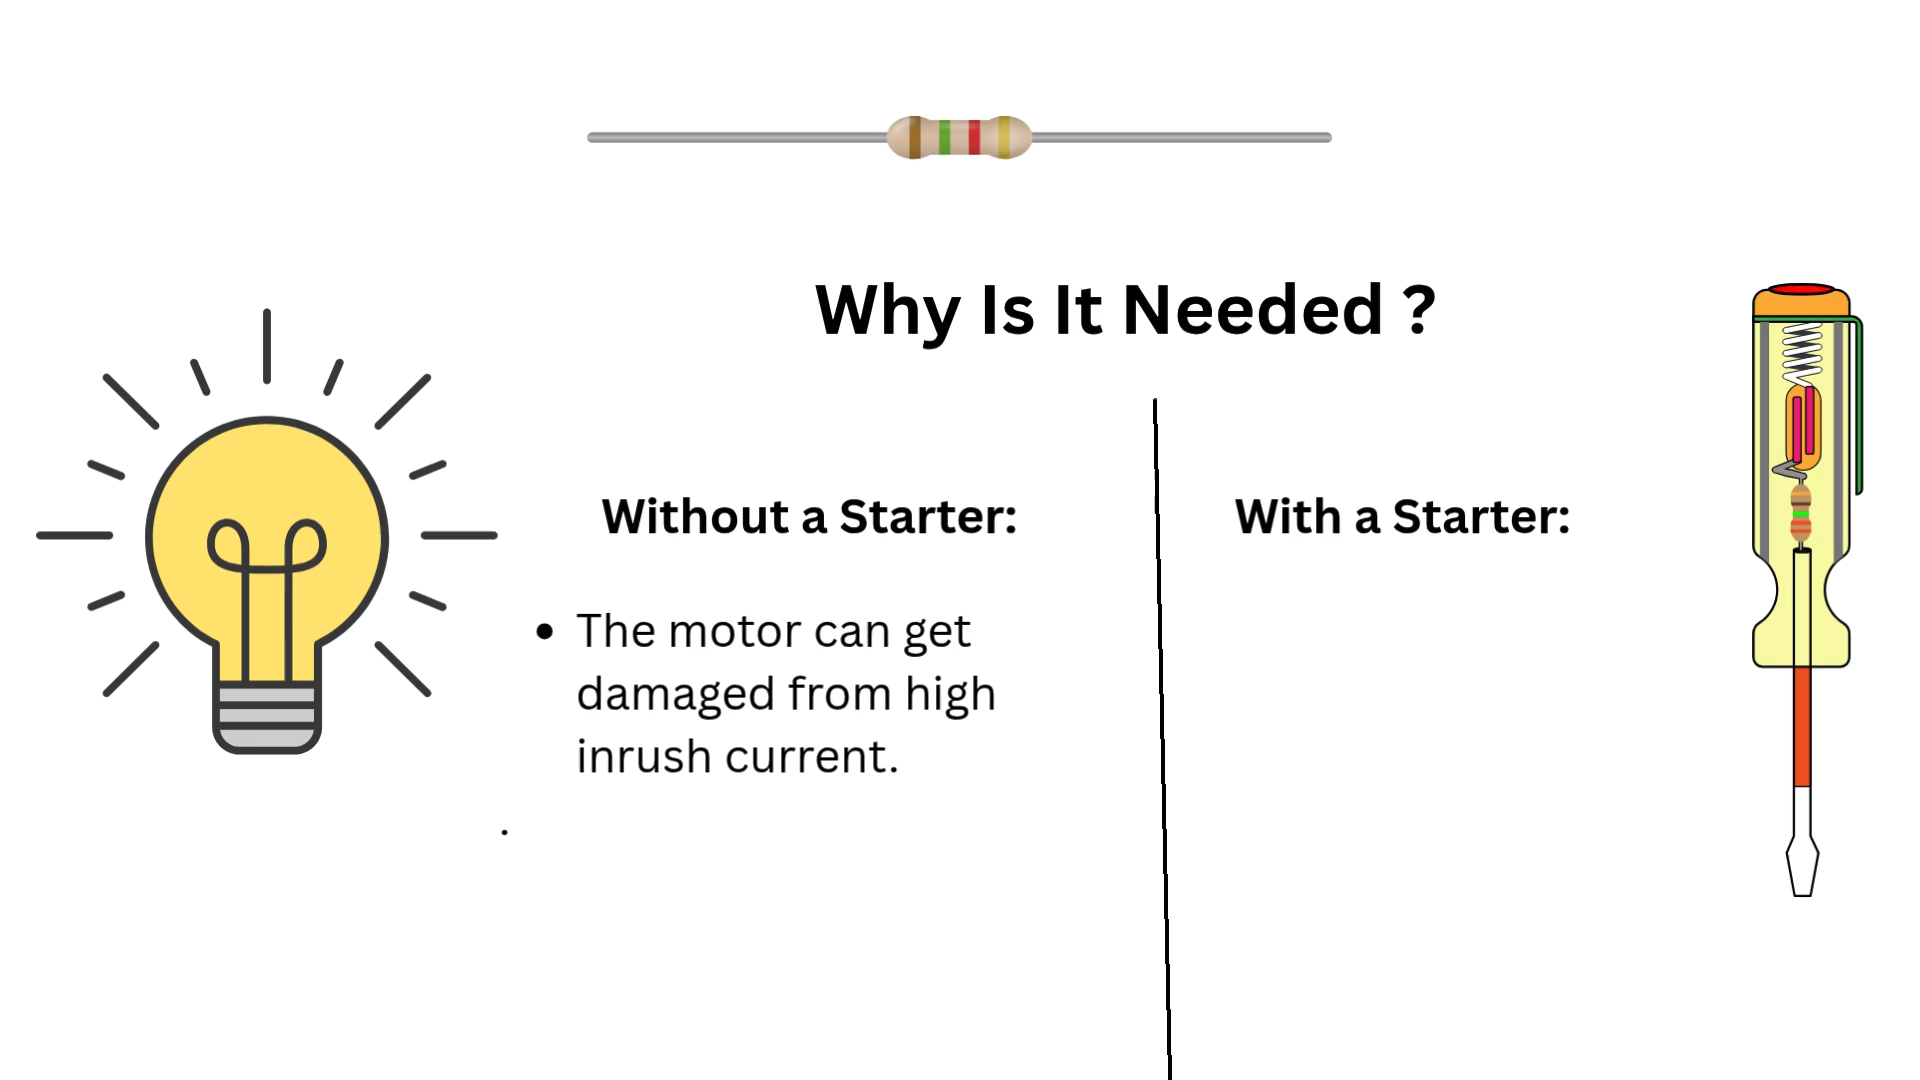 Why Is It Needed ?
Without a Starter:
With a Starter:
• The motor can get
damaged from high
inrush current.
.